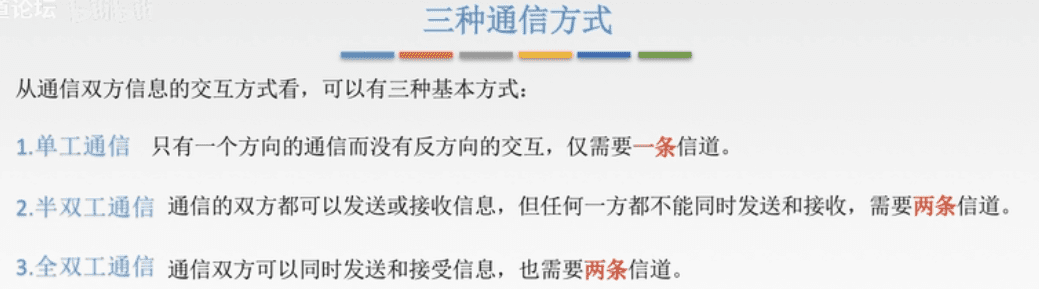 道论坛
三种通信方式
从通信双方信息的交互方式看，可以有三种基本方式：
1.单工通信 只有一个方向的通信而没有反方向的交互，仅需要一条信道。
2.半双工通信 通信的双方都可以发送或接收信息，但任何一方都不能同时发送和接收，需要两条信道。
3.全双工通信 通信双方可以同时发送和接受信息，也需要两条信道。